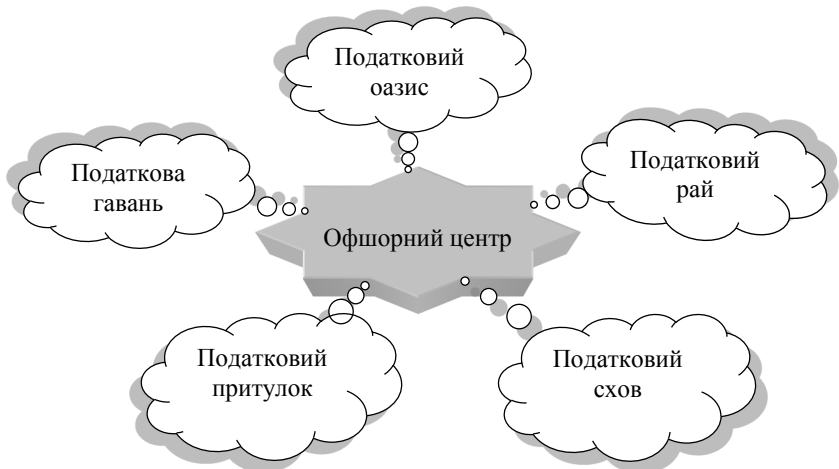 Податковий
оазис
Податкова
гавань
Податковий
рай
Офшорний центр
Податковий
притулок
Податковий
схов